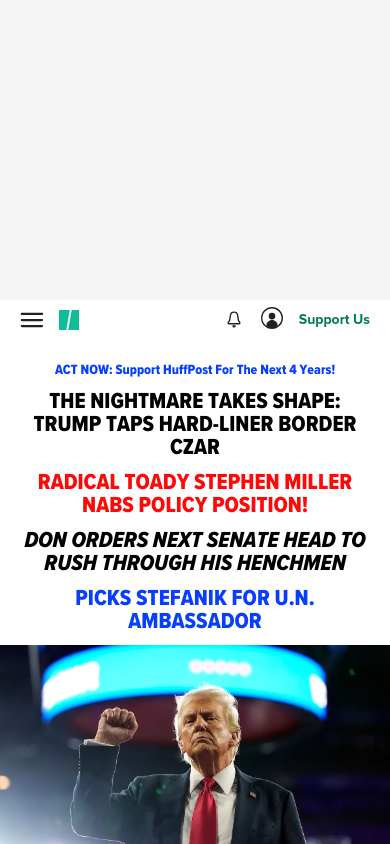 Support Us
ACT NOW: Support HuffPost For The Next 4 Years!
THE NIGHTMARE TAKES SHAPE:
TRUMP TAPS HARD-LINER BORDER
CZAR
RADICAL TOADY STEPHEN MILLER
NABS POLICY POSITION!
DON ORDERS NEXT SENATE HEAD TO
RUSH THROUGH HIS HENCHMEN
PICKS STEFANIK FOR U.N.
AMBASSADOR